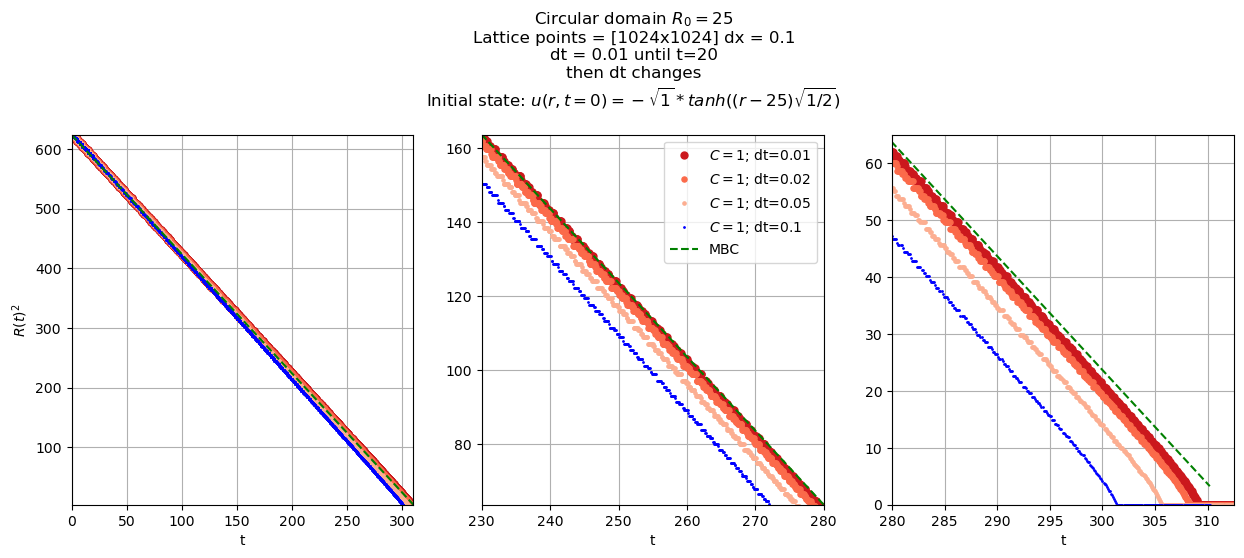 Circular domain $R_0 = 25$
Lattice points = [1024x1024] dx = 0.1
dt = 0.01 until t=20
then dt changes
Initial state: $u(r, t = 0) = -\sqrt{1} * tanh((r - 25)\sqrt{1/2})$
$R(t)^2$
600
500
400
300
200
100
0 50 100 150 200 250 300
t
160
140
120
100
80
230 240 250 260 270 280
t
C = 1; dt=0.01
C = 1; dt=0.02
C = 1; dt=0.05
C = 1; dt=0.1
MBC
60
50
40
30
20
10
0
280 285 290 295 300 305 310
t